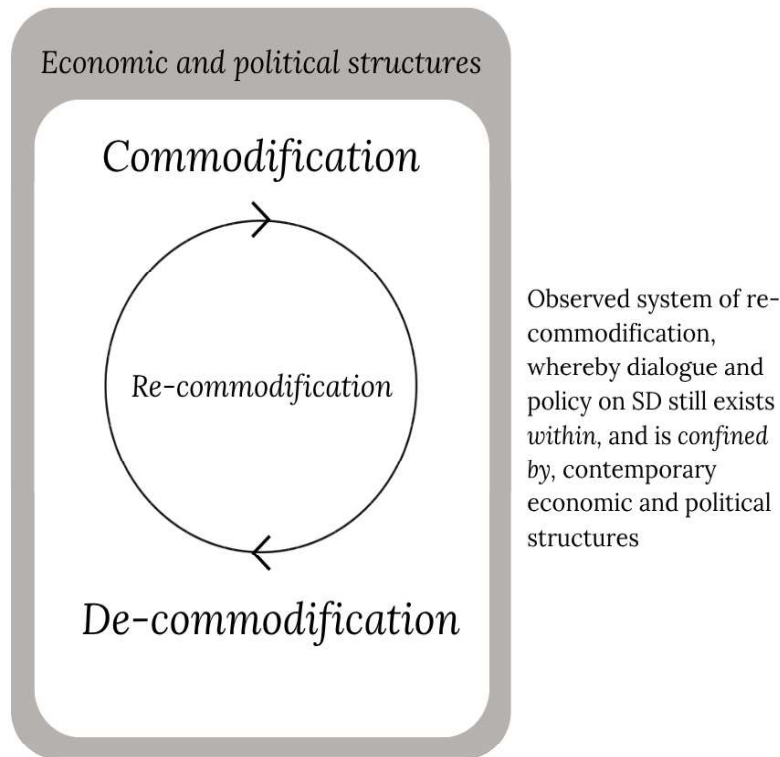 Economic and political structures
Commodification
Re-commodification
De-commodification
Observed system of re-
commodification,
whereby dialogue and
policy on SD still exists
within, and is confined
by, contemporary
economic and political
structures